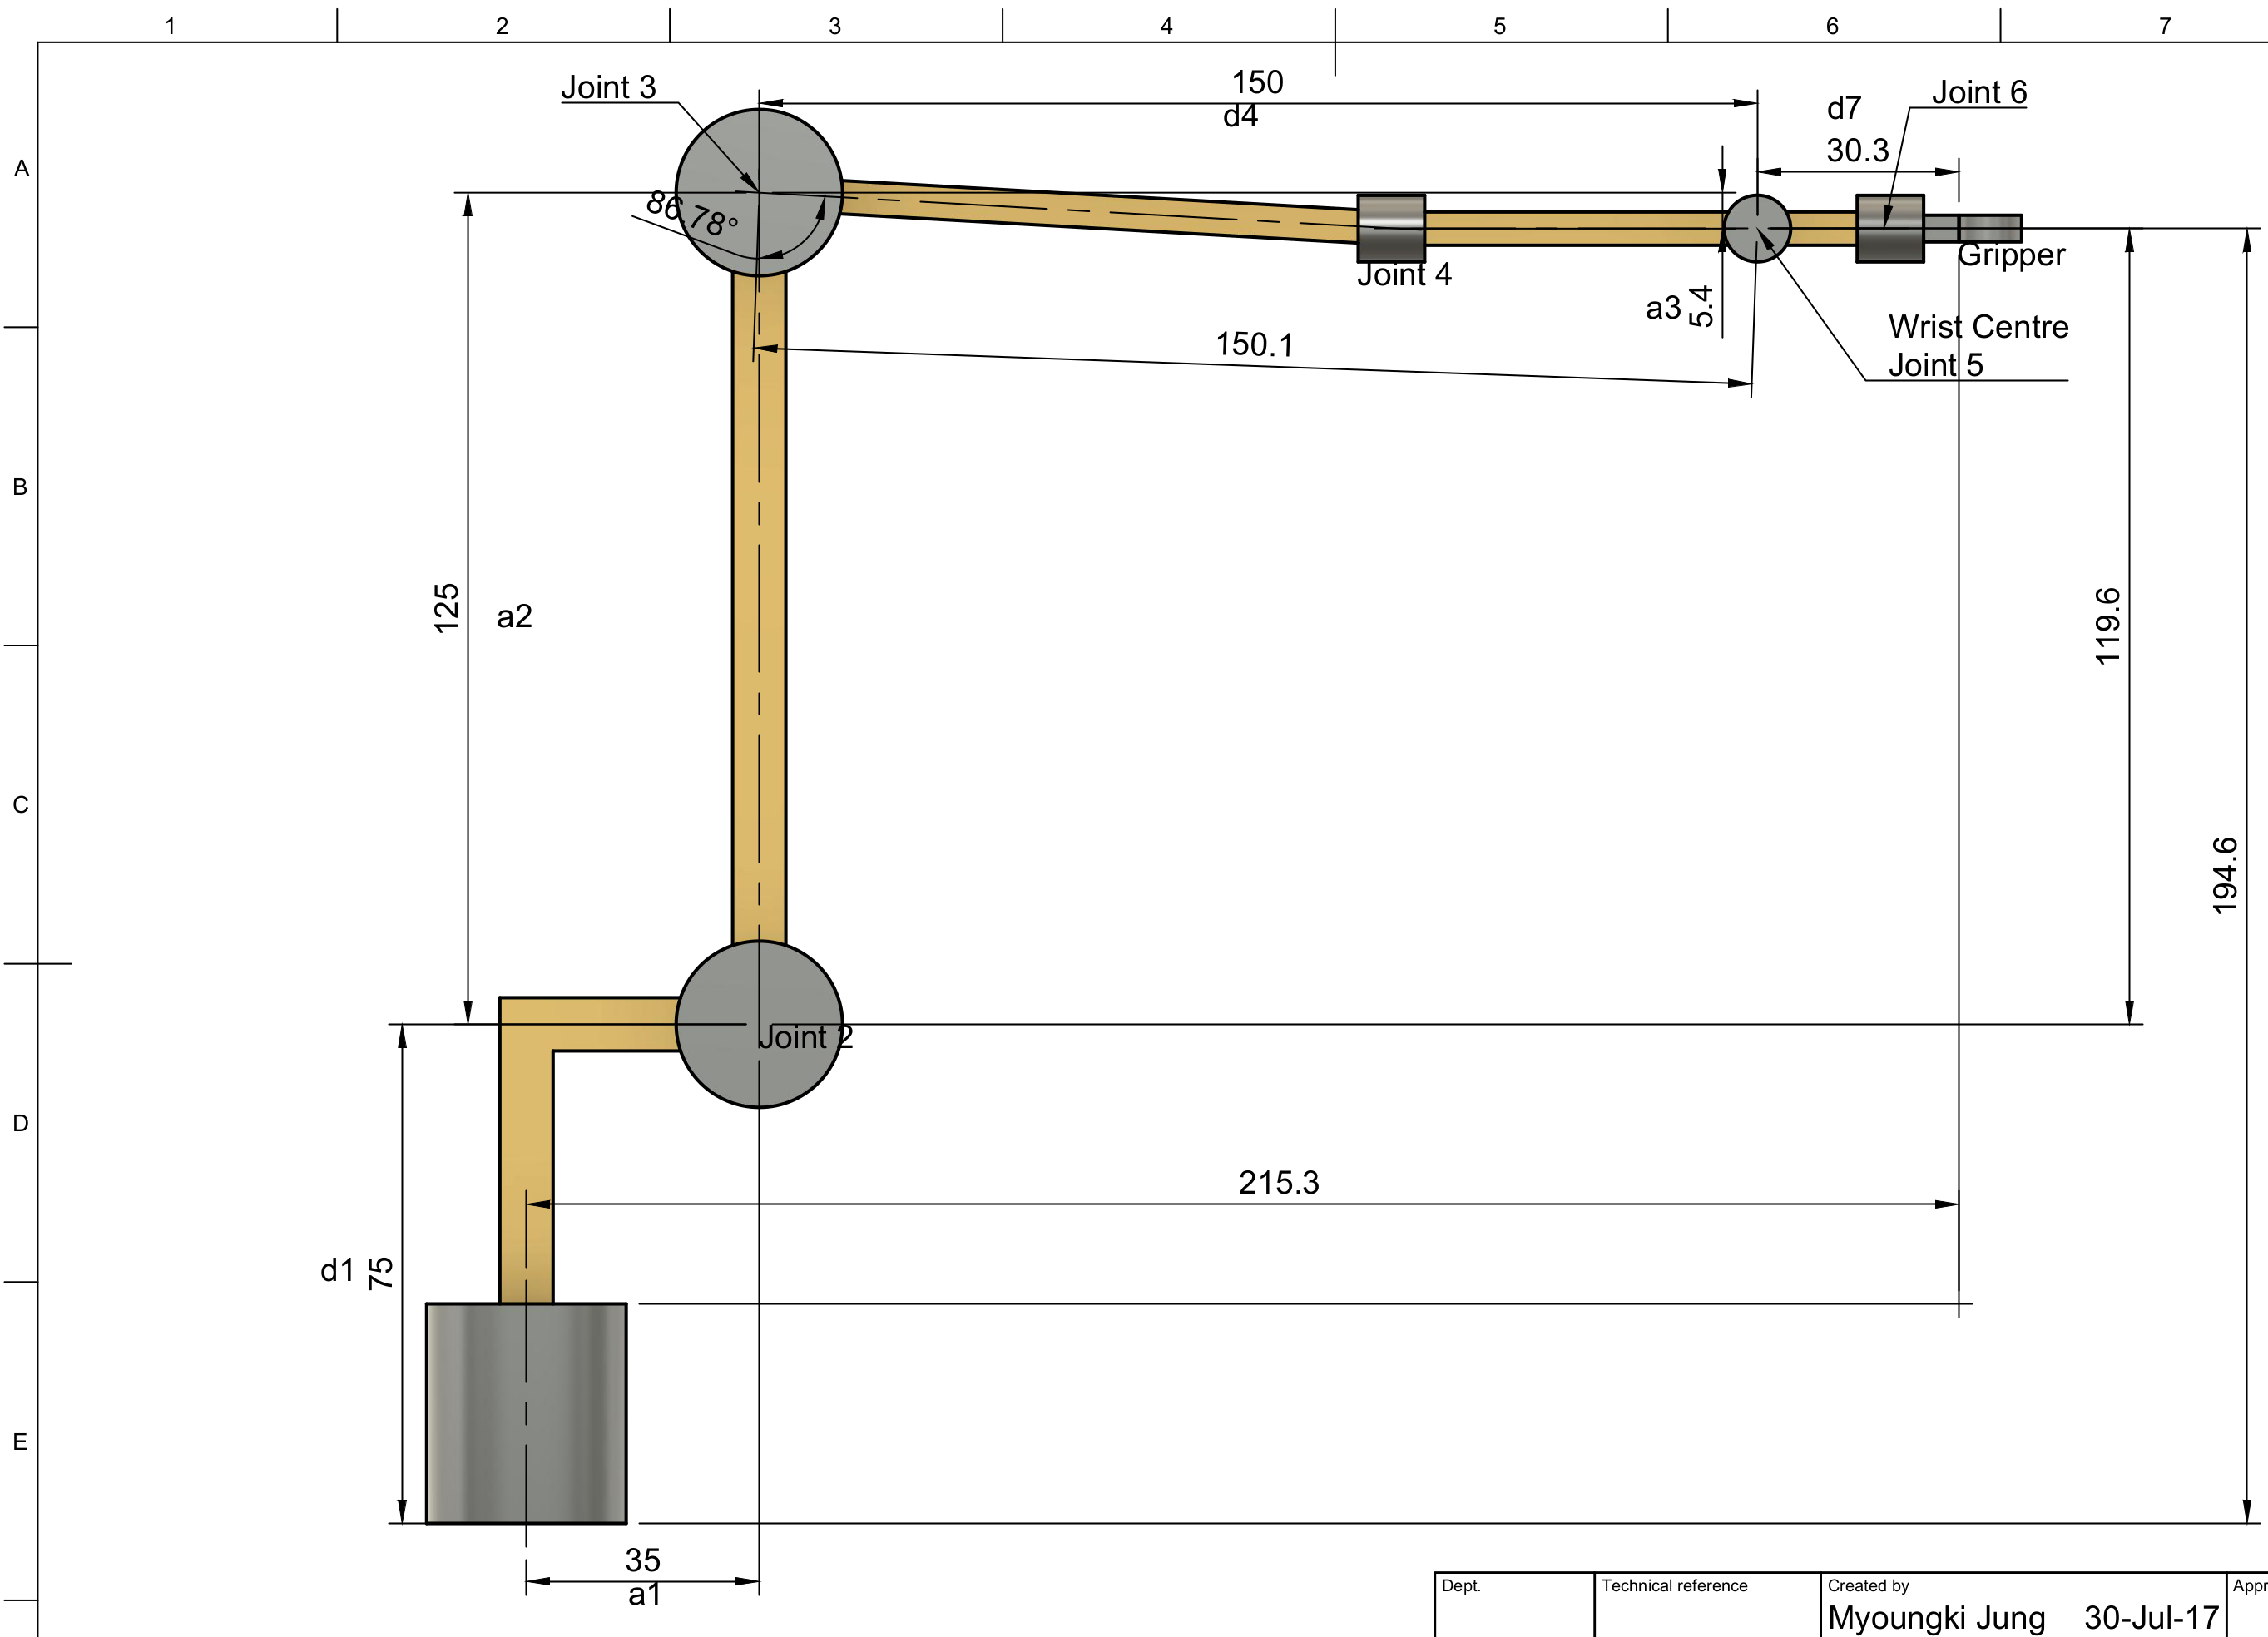 1 2 3 4 5 6 7
Joint 3
150
d4
d7
30.3
Joint 6
A
86.78°
Joint 4
Gripper
a3
5.4
Wrist Centre
Joint 5
150.1
B
125
a2
119.6
C
194.6
Joint 2
D
215.3
d1
75
E
35
a1
Dept.
Technical reference
Created by
Myoungki Jung 30-Jul-17
Appr